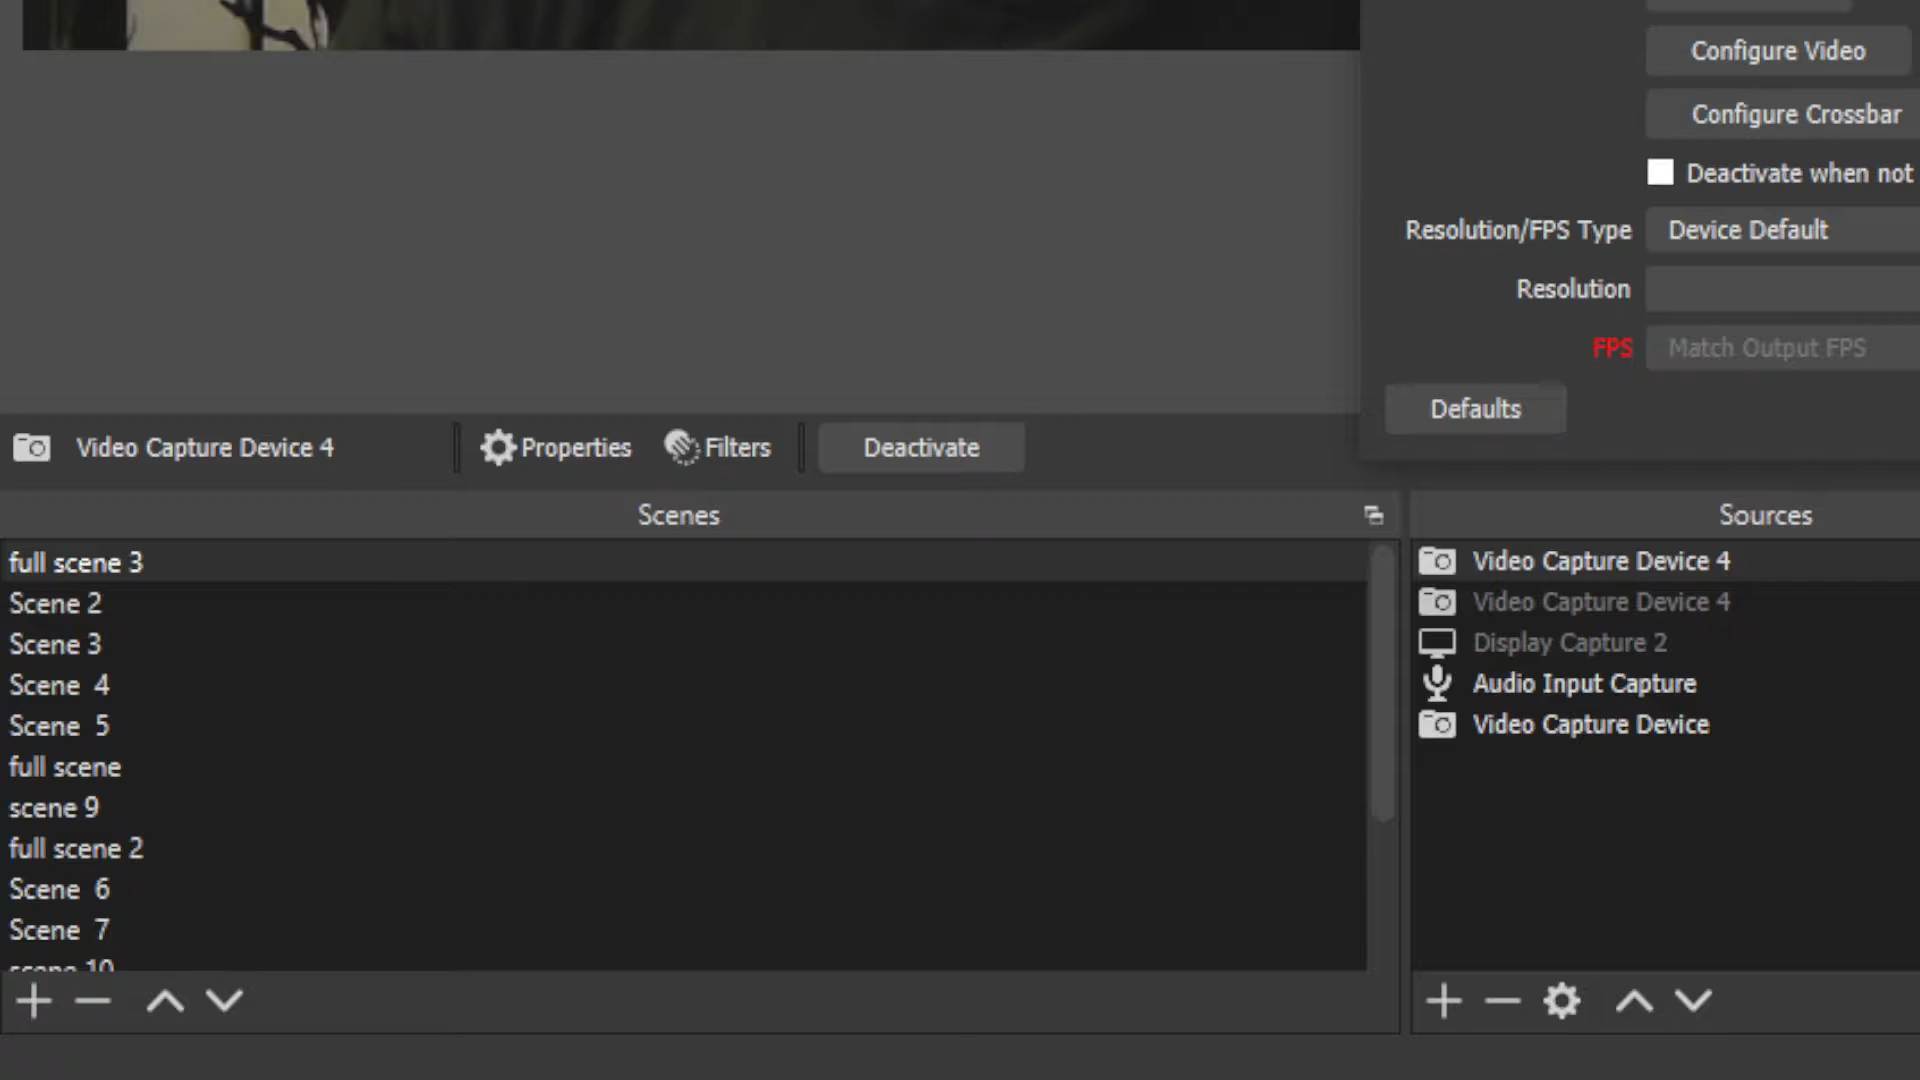 Configure Video
Configure Crossbar
Deactivate when not
Resolution/FPS Type
Device Default
Resolution
FPS
Match Output FPS
Defaults
Video Capture Device 4
Properties
Filters
Deactivate
Scenes
full scene 3
Scene 2
Scene 3
Scene  4
Scene  5
full scene
scene 9
full scene 2
Scene  6
Scene  7
scene 10
Sources
Video Capture Device 4
Video Capture Device 4
Display Capture 2
Audio Input Capture
Video Capture Device